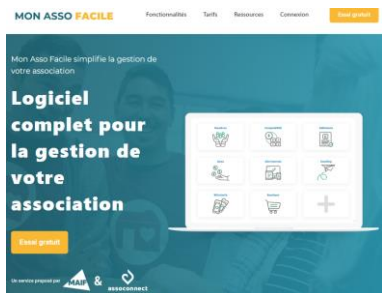 MON ASSO FACILE
Fonctionnalités Tarifs Ressources Connexion Essai gratuit
Mon Asso Facile simplifie la gestion de
votre association
Logiciel
complet pour
la gestion de
votre
association
Essai gratuit
Un service proposé par MAIF & assoconnect